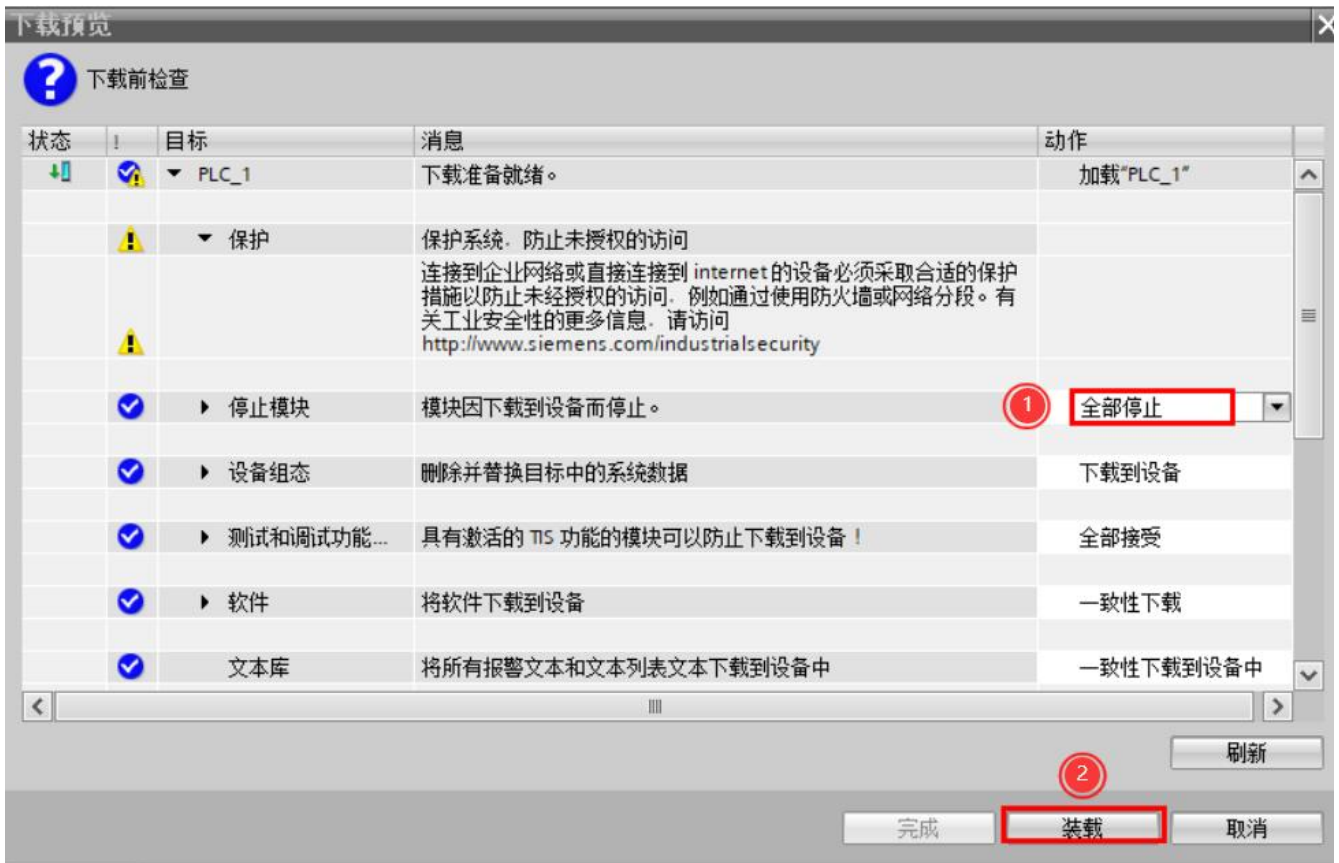 下载预览
下载前检查
状态 ! 目标 消息 动作
PLC_1 下载准备就绪。 加载“PLC_1”
保护 保护系统，防止未授权的访问
连接到企业网络或直接连接到 internet 的设备必须采取合适的保护
措施以防止未经授权的访问，例如通过使用防火墙或网络分段。有
关工业安全性的更多信息，请访问
http://www.siemens.com/industrialsecurity
停止模块 模块因下载到设备而停止。 1 全部停止
设备组态 删除并替换目标中的系统数据 下载到设备
测试和调试功能... 具有激活的 TIS 功能的模块可以防止下载到设备！ 全部接受
软件 将软件下载到设备 一致性下载
文本库 将所有报警文本和文本列表文本下载到设备中 一致性下载到设备中
刷新
2
完成 装载 取消